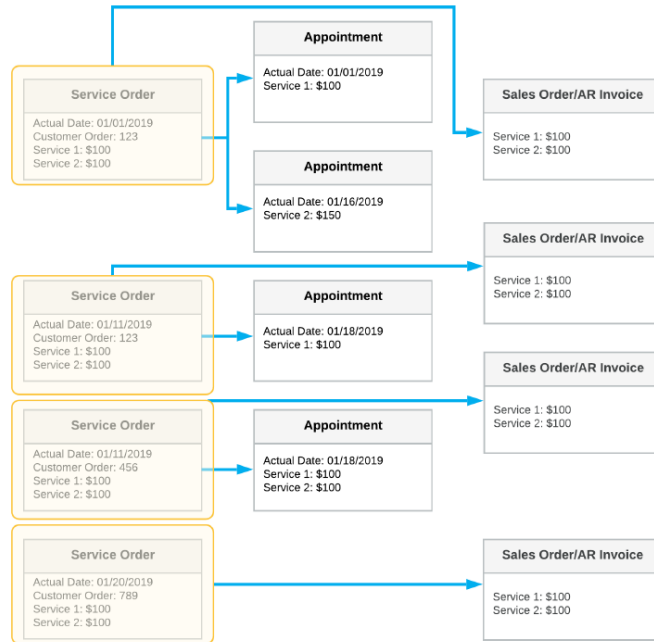 Appointment
Actual Date: 01/01/2019
Service 1: $100
Service Order
Actual Date: 01/01/2019
Customer Order: 123
Service 1: $100
Service 2: $100
Sales Order/AR Invoice
Service 1: $100
Service 2: $100
Appointment
Actual Date: 01/16/2019
Service 2: $150
Sales Order/AR Invoice
Service 1: $100
Service 2: $100
Service Order
Actual Date: 01/11/2019
Customer Order: 123
Service 1: $100
Service 2: $100
Appointment
Actual Date: 01/18/2019
Service 1: $100
Sales Order/AR Invoice
Service 1: $100
Service 2: $100
Service Order
Actual Date: 01/11/2019
Customer Order: 456
Service 1: $100
Service 2: $100
Appointment
Actual Date: 01/18/2019
Service 1: $100
Service 2: $100
Service Order
Actual Date: 01/20/2019
Customer Order: 789
Service 1: $100
Service 2: $100
Sales Order/AR Invoice
Service 1: $100
Service 2: $100